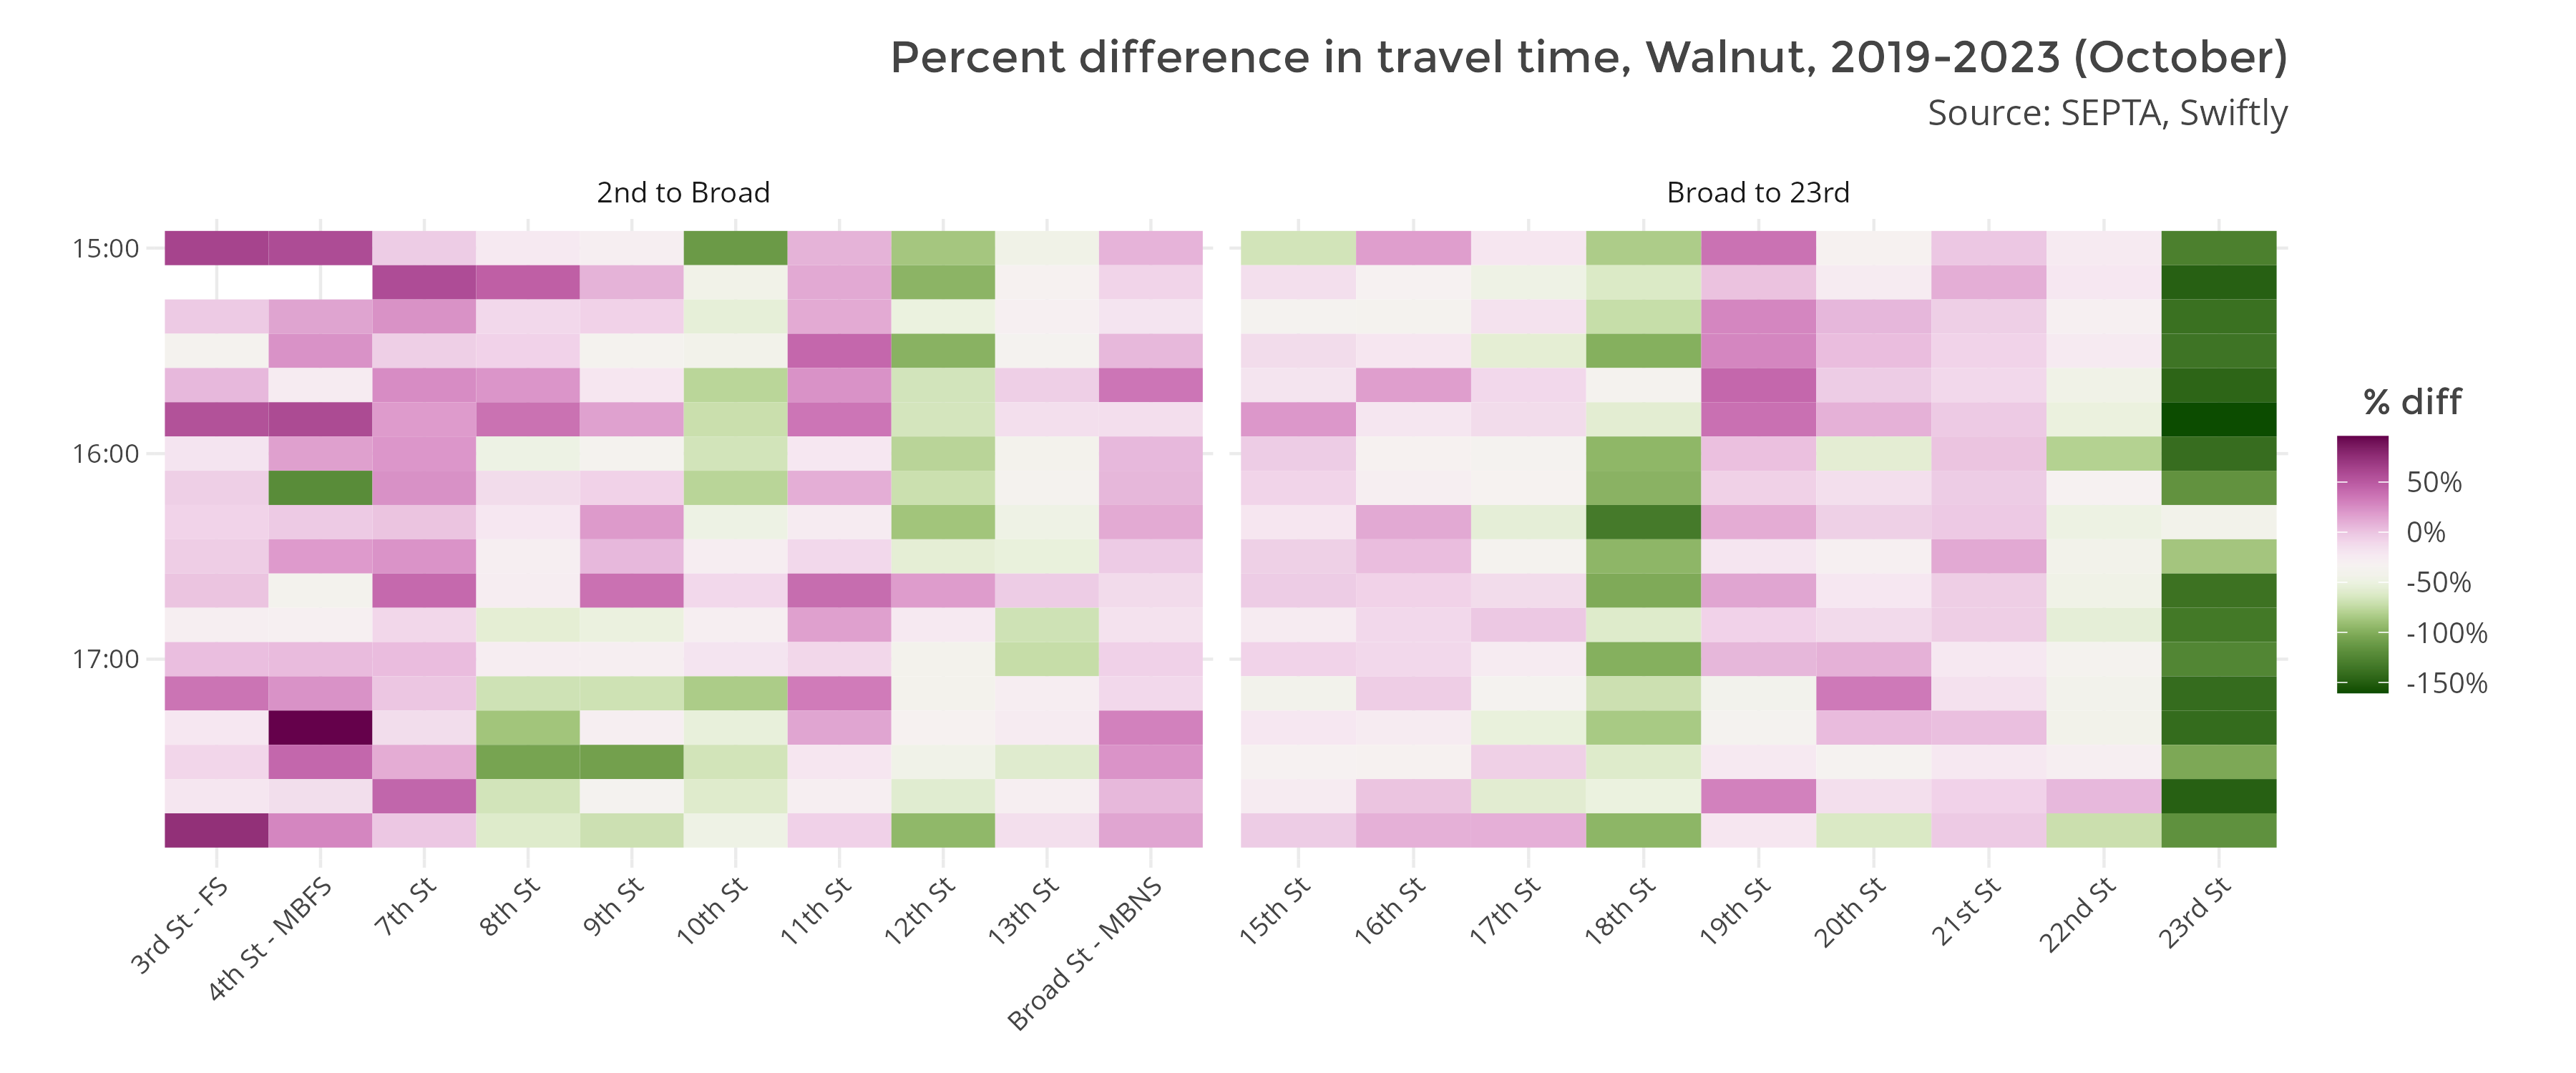 Percent difference in travel time, Walnut, 2019-2023 (October)
Source: SEPTA, Swiftly
2nd to Broad
Broad to 23rd
15:00
16:00
17:00
3rd St - FS
4th St - MBFS
7th St
8th St
9th St
10th St
11th St
12th St
13th St
Broad St - MBNS
15th St
16th St
17th St
18th St
19th St
20th St
21st St
22nd St
23rd St
% diff
50%
0%
-50%
-100%
-150%